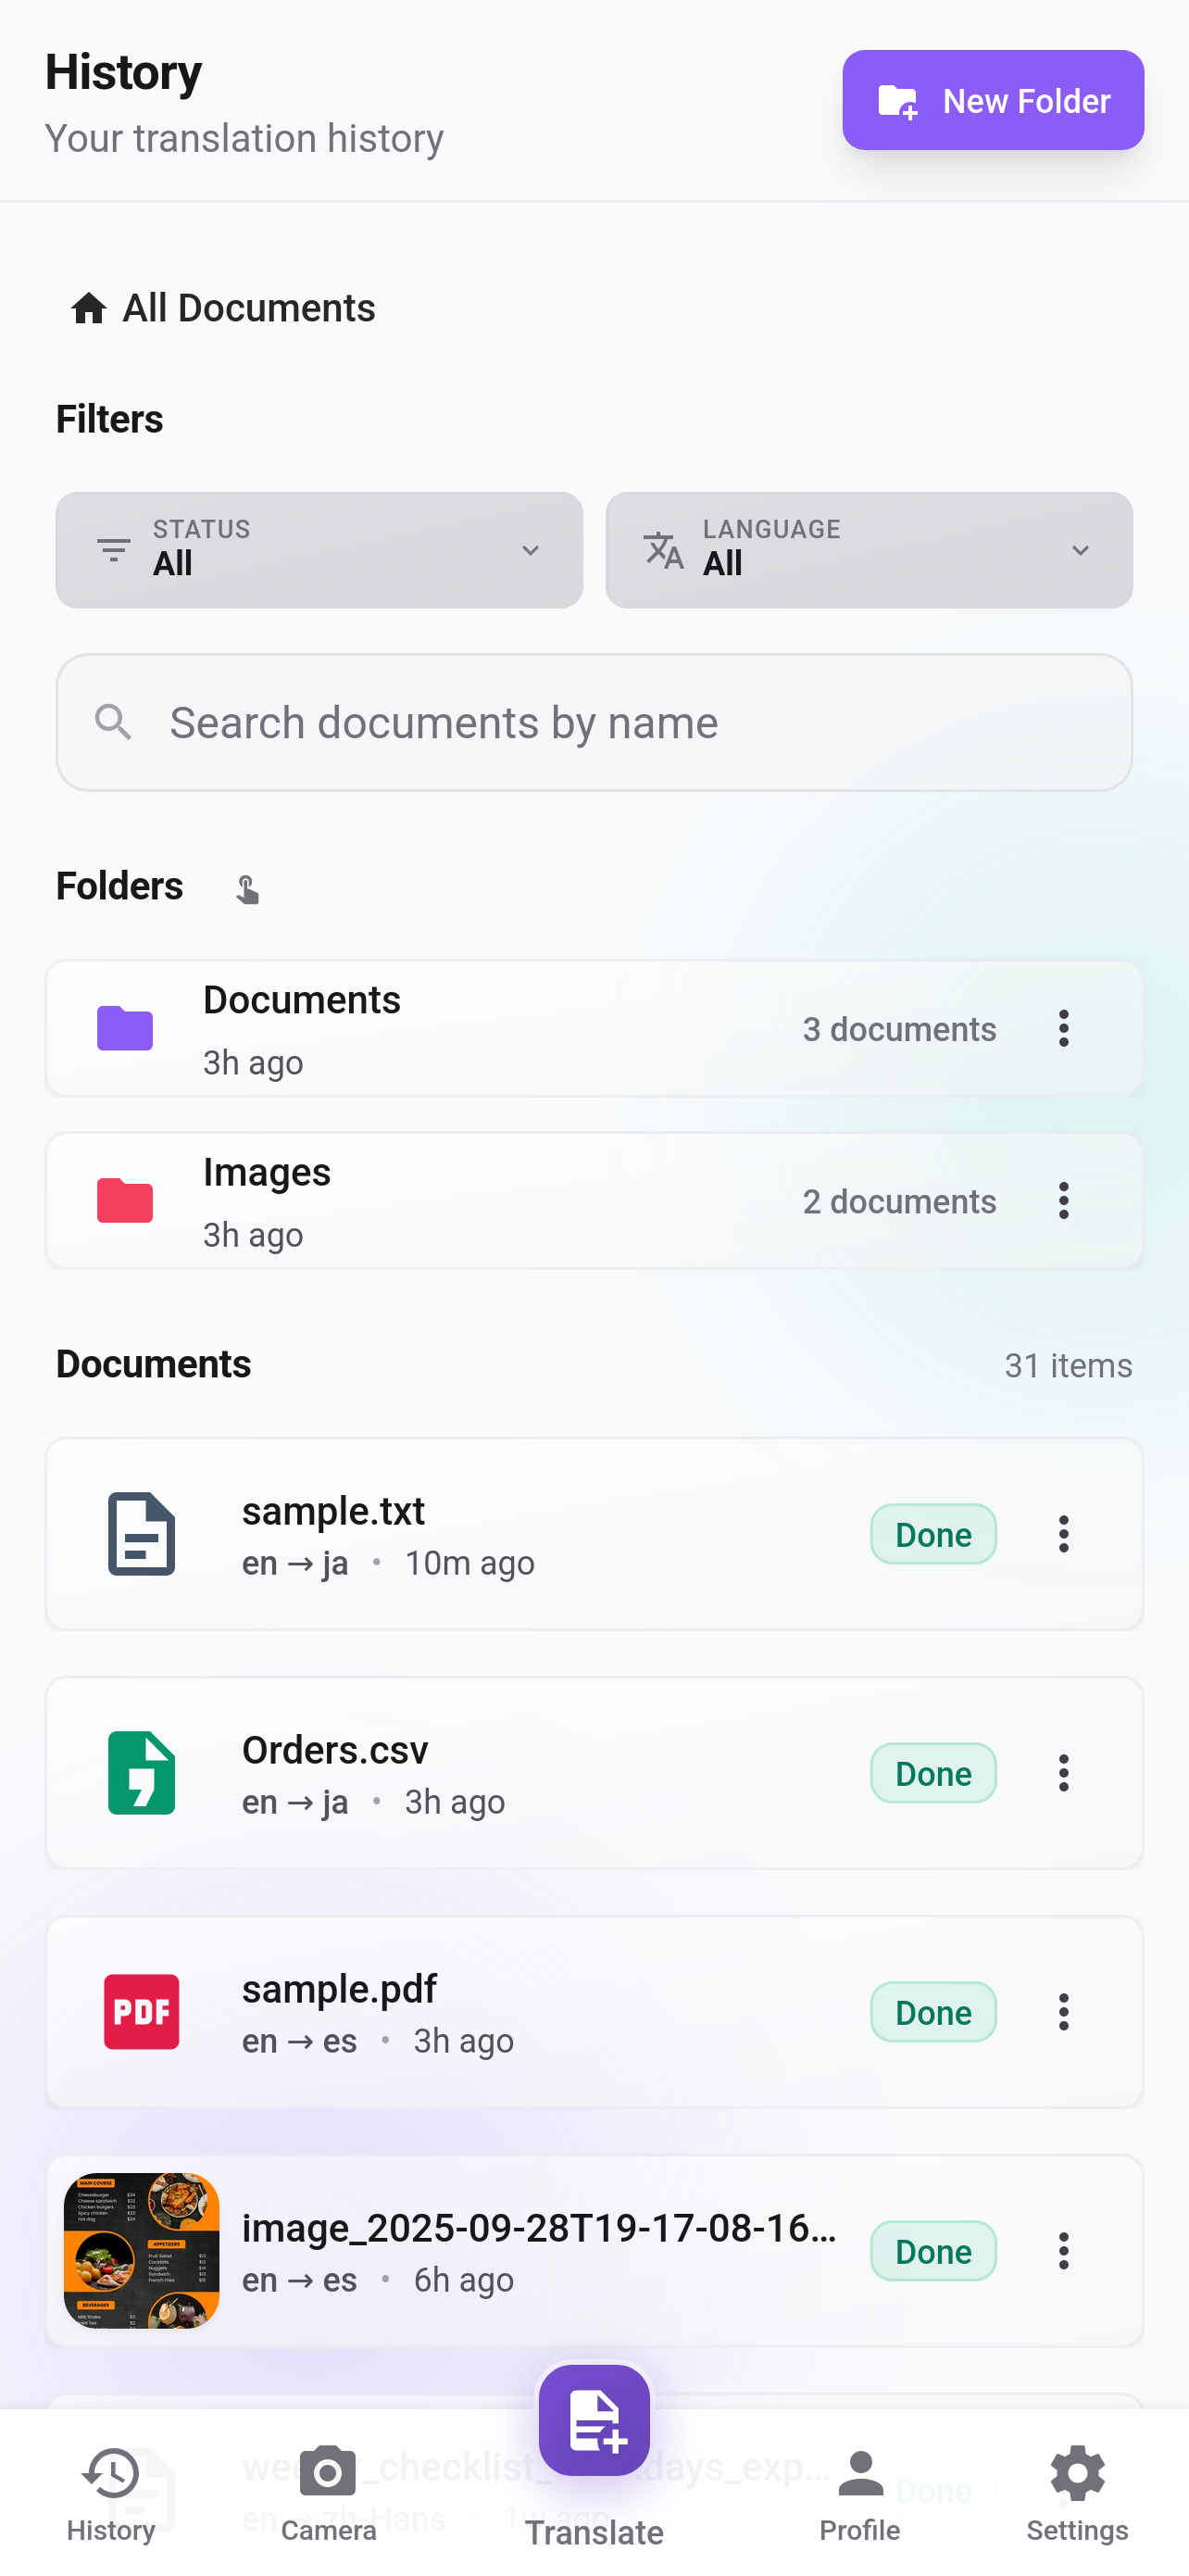 History
Your translation history
New Folder
All Documents
Filters
STATUS
All
LANGUAGE
All
Search documents by name
Folders
Documents
3h ago
3 documents
Images
3h ago
2 documents
Documents
31 items
sample.txt
en → ja • 10m ago
Done
Orders.csv
en → ja • 3h ago
Done
PDF
sample.pdf
en → es • 3h ago
Done
MAIN COURSE
APPETIZERS
BEVERAGES
image_2025-09-28T19-17-08-16...
en → es • 6h ago
Done
days_exp...
Done
en → zh-Hans • 1w ago
History
Camera
Translate
Profile
Settings